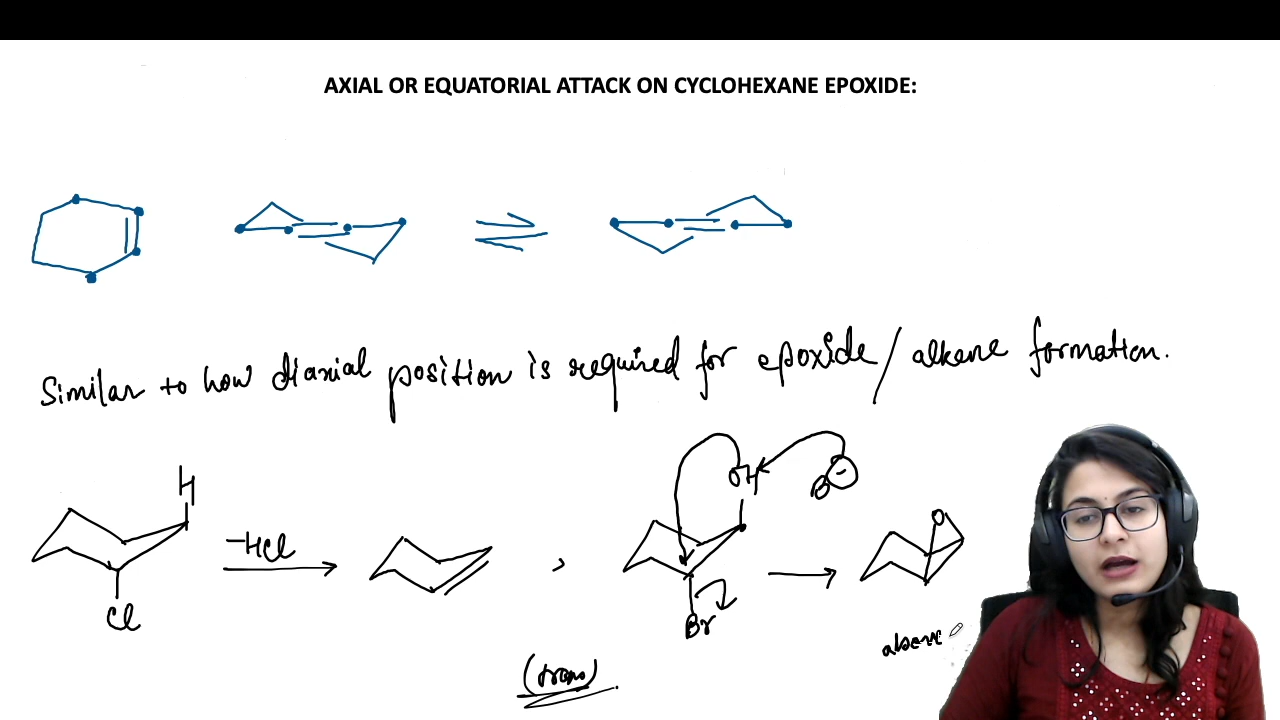 AXIAL OR EQUATORIAL ATTACK ON CYCLOHEXANE EPOXIDE:
Similar to how diaxial position is required for epoxide/alkene formation.
H
Cl
-HCl
,
OH
B⊖
Br
O
(trans)